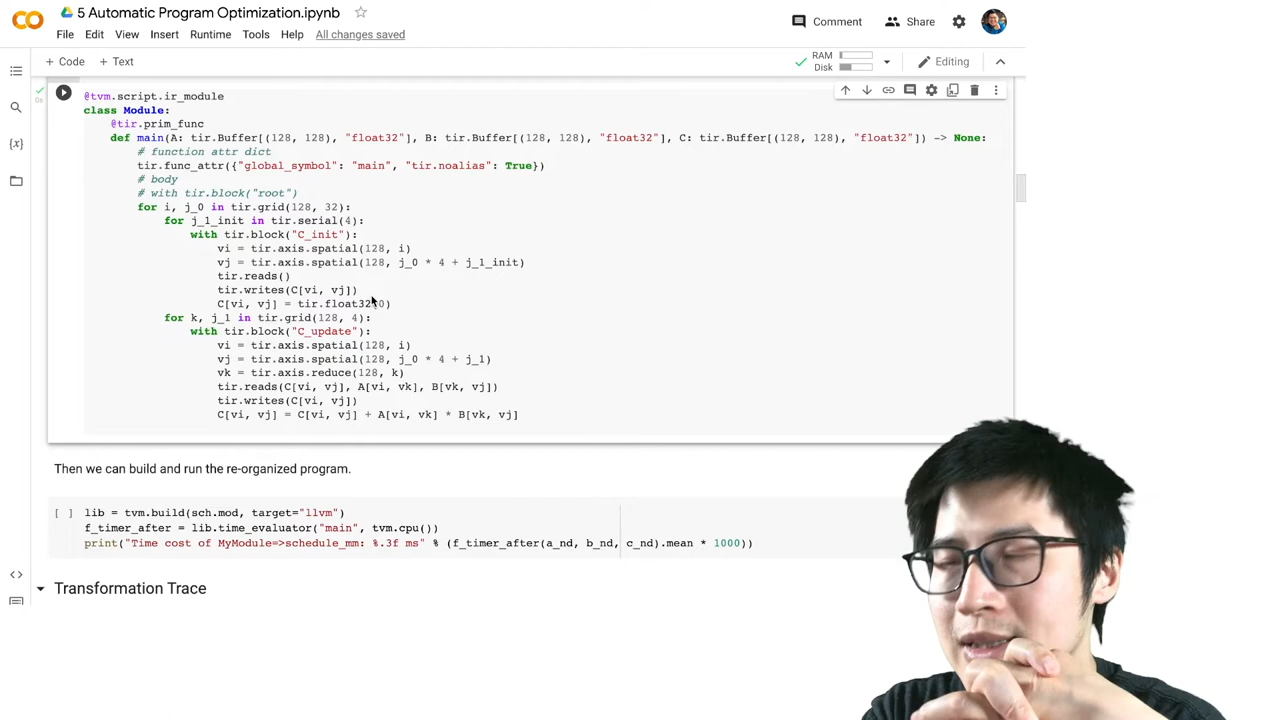 5 Automatic Program Optimization.ipynb
File Edit View Insert Runtime Tools Help All changes saved
Comment Share
+ Code + Text
RAM
Disk
Editing
@tvm.script.ir_module
class Module:
@tir.prim_func
def main(A: tir.Buffer[(128, 128), "float32"], B: tir.Buffer[(128, 128), "float32"], C: tir.Buffer[(128, 128), "float32"]) -> None:
# function attr dict
tir.func_attr({"global_symbol": "main", "tir.noalias": True})
# body
# with tir.block("root")
for i, j_0 in tir.grid(128, 32):
for j_1_init in tir.serial(4):
with tir.block("C_init"):
vi = tir.axis.spatial(128, i)
vj = tir.axis.spatial(128, j_0 * 4 + j_1_init)
tir.reads()
tir.writes(C[vi, vj])
C[vi, vj] = tir.float32(0)
for k, j_1 in tir.grid(128, 4):
with tir.block("C_update"):
vi = tir.axis.spatial(128, i)
vj = tir.axis.spatial(128, j_0 * 4 + j_1)
vk = tir.axis.reduce(128, k)
tir.reads(C[vi, vj], A[vi, vk], B[vk, vj])
tir.writes(C[vi, vj])
C[vi, vj] = C[vi, vj] + A[vi, vk] * B[vk, vj]
Then we can build and run the re-organized program.
[ ] lib = tvm.build(sch.mod, target="llvm")
f_timer_after = lib.time_evaluator("main", tvm.cpu())
print("Time cost of MyModule=>schedule_mm: %.3f ms" % (f_timer_after(a_nd, b_nd, c_nd).mean * 1000))
Transformation Trace